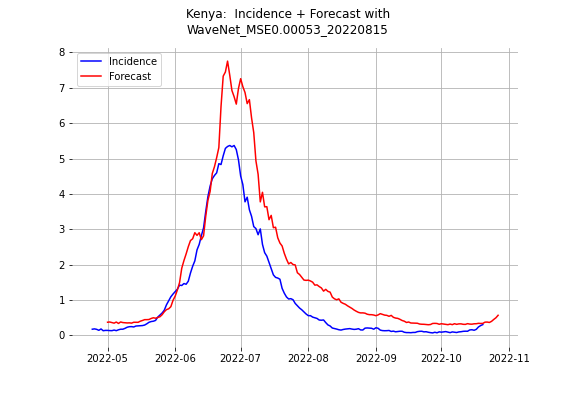 Kenya:  Incidence + Forecast with
WaveNet_MSE0.00053_20220815
Incidence
Forecast
8
7
6
5
4
3
2
1
0
2022-05 2022-06 2022-07 2022-08 2022-09 2022-10 2022-11